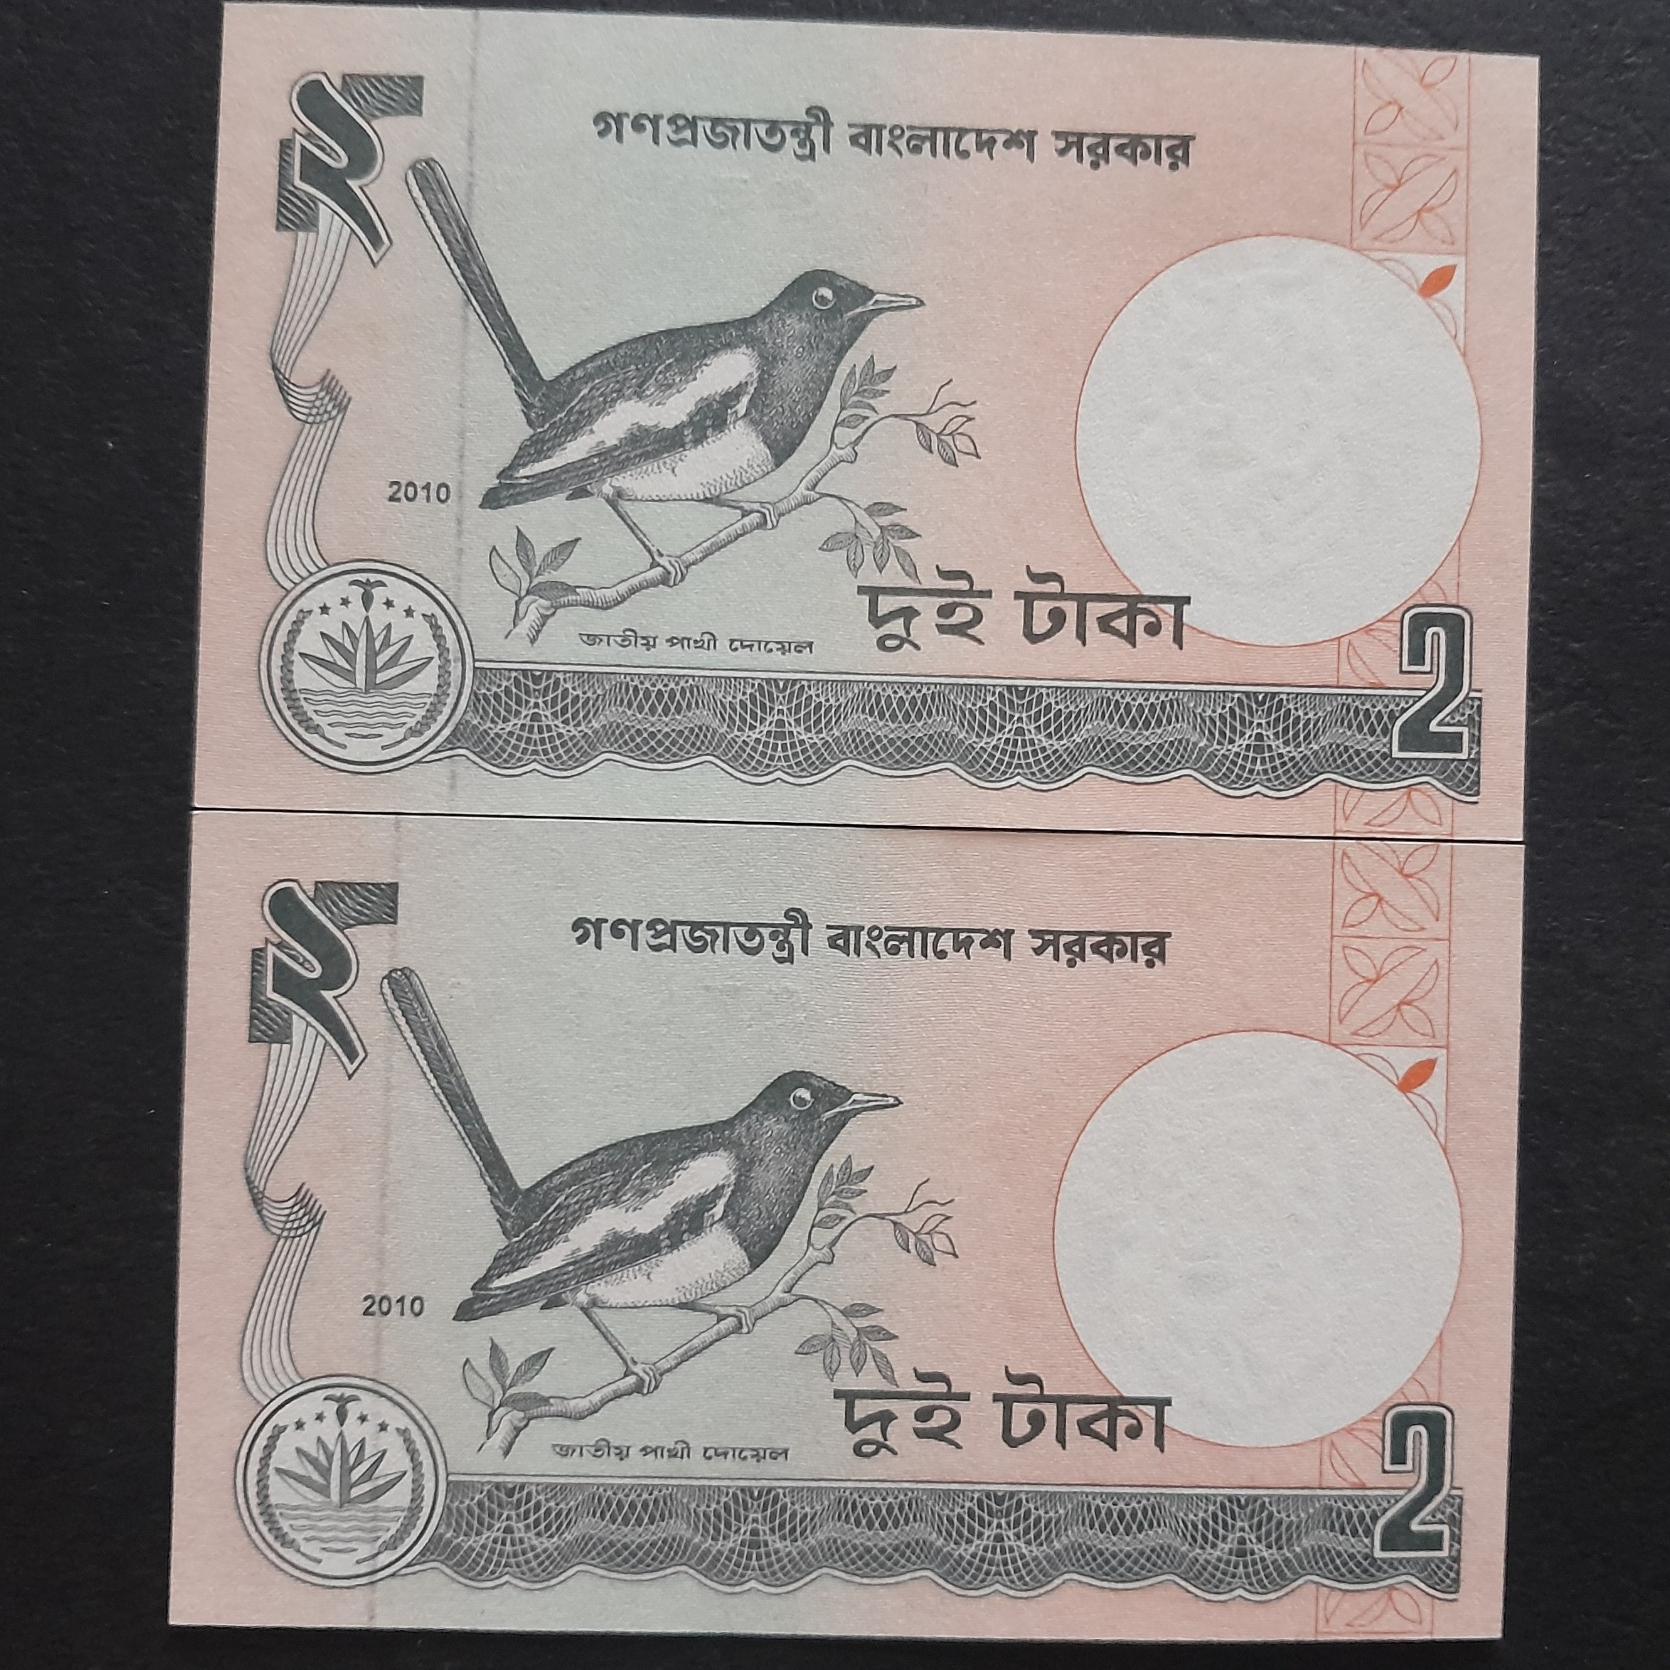 ২
গণপ্রজাতন্ত্রী বাংলাদেশ সরকার
2010
দুই টাকা
জাতীয় পাখী দোয়েল
2
২
গণপ্রজাতন্ত্রী বাংলাদেশ সরকার
2010
দুই টাকা
জাতীয় পাখী দোয়েল
2